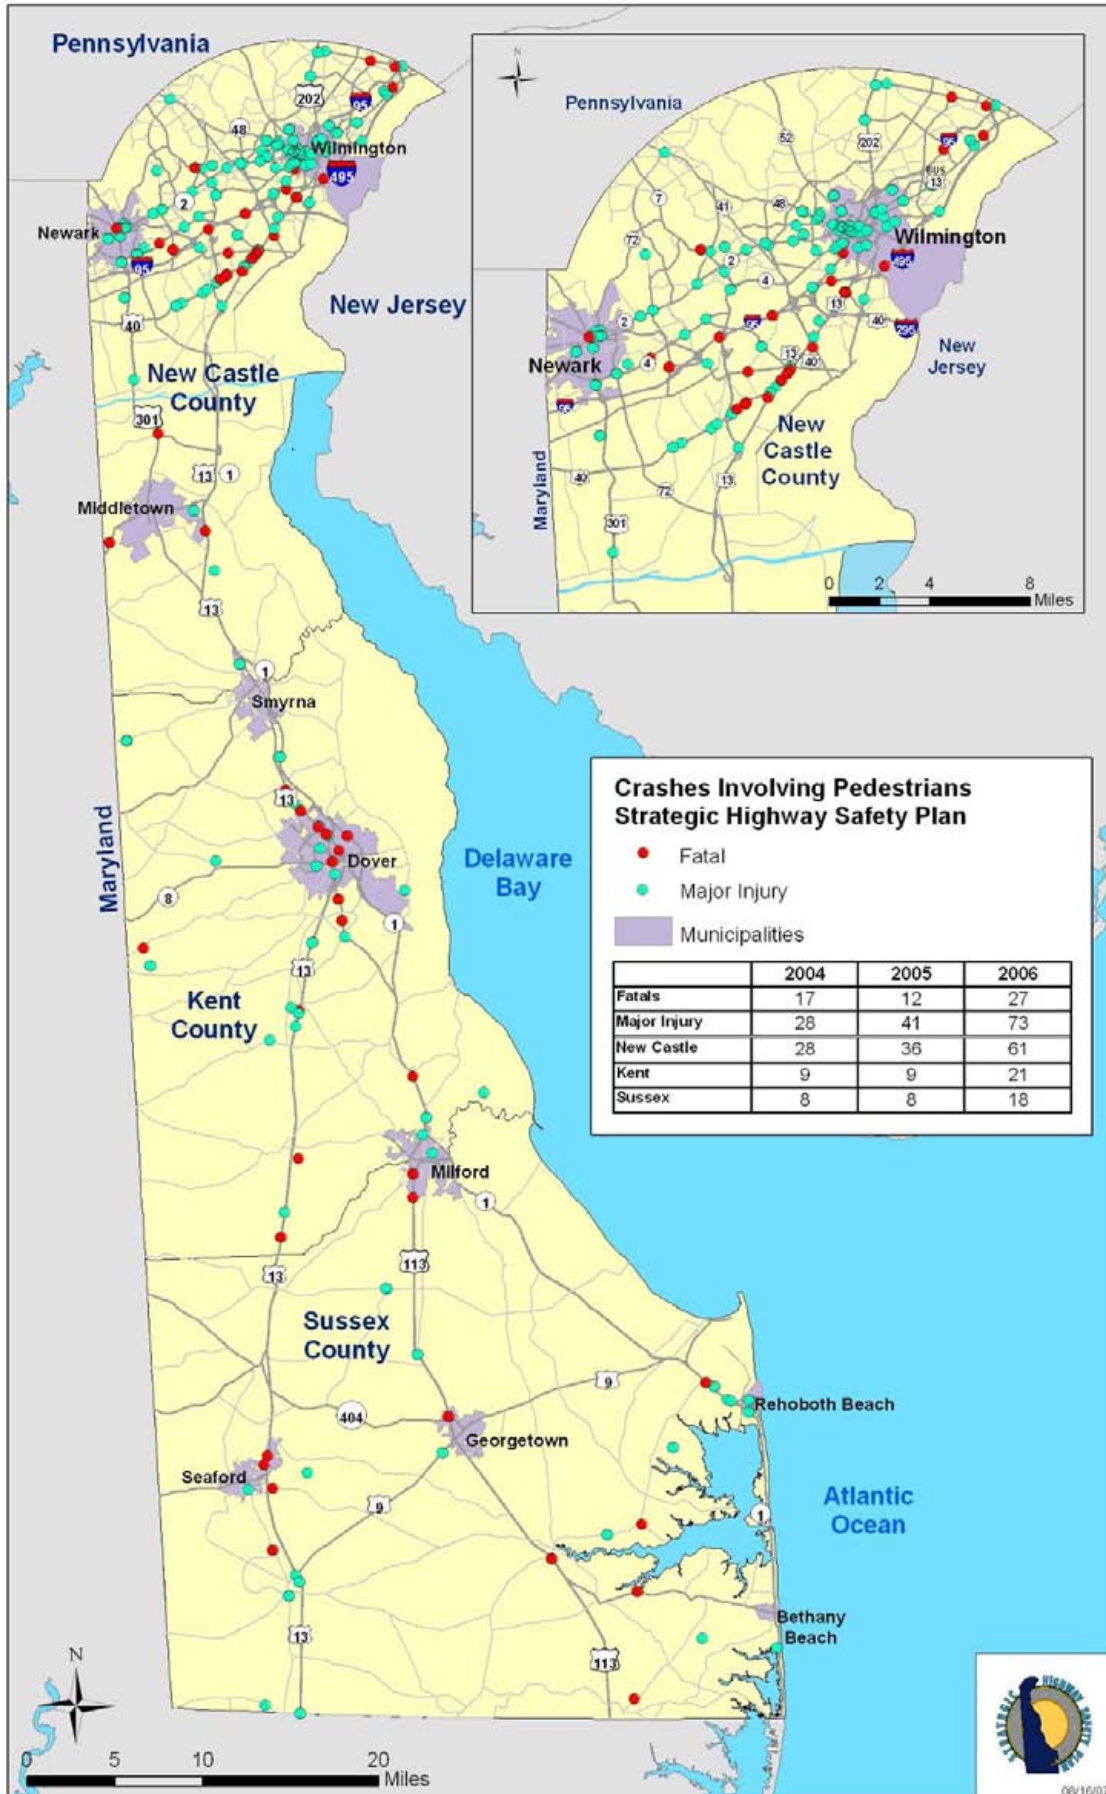 Pennsylvania
202
95
48
Wilmington
495
2
Newark
95
40
New Jersey
New Castle
County
301
13
1
Middletown
13
1
Smyrna
13
Dover
8
1
Maryland
13
Kent
County
Milford
1
113
13
Sussex
County
9
Rehoboth Beach
404
Georgetown
Seaford
9
1
Bethany
Beach
13
113
Delaware
Bay
Atlantic
Ocean
N
0 5 10 20
Miles
N
Pennsylvania
52
202
95
BUS
13
7
41
48
72
2
Wilmington
495
4
13
95
40
295
2
Newark
4
13
40
New
Jersey
95
New
Castle
County
Maryland
40
72
13
301
0 2 4 8
Miles
Crashes Involving Pedestrians
Strategic Highway Safety Plan
Fatal
Major Injury
Municipalities
2004 2005 2006
Fatals 17 12 27
Major Injury 28 41 73
New Castle 28 36 61
Kent 9 9 21
Sussex 8 8 18
STRATEGIC HIGHWAY SAFETY PLAN